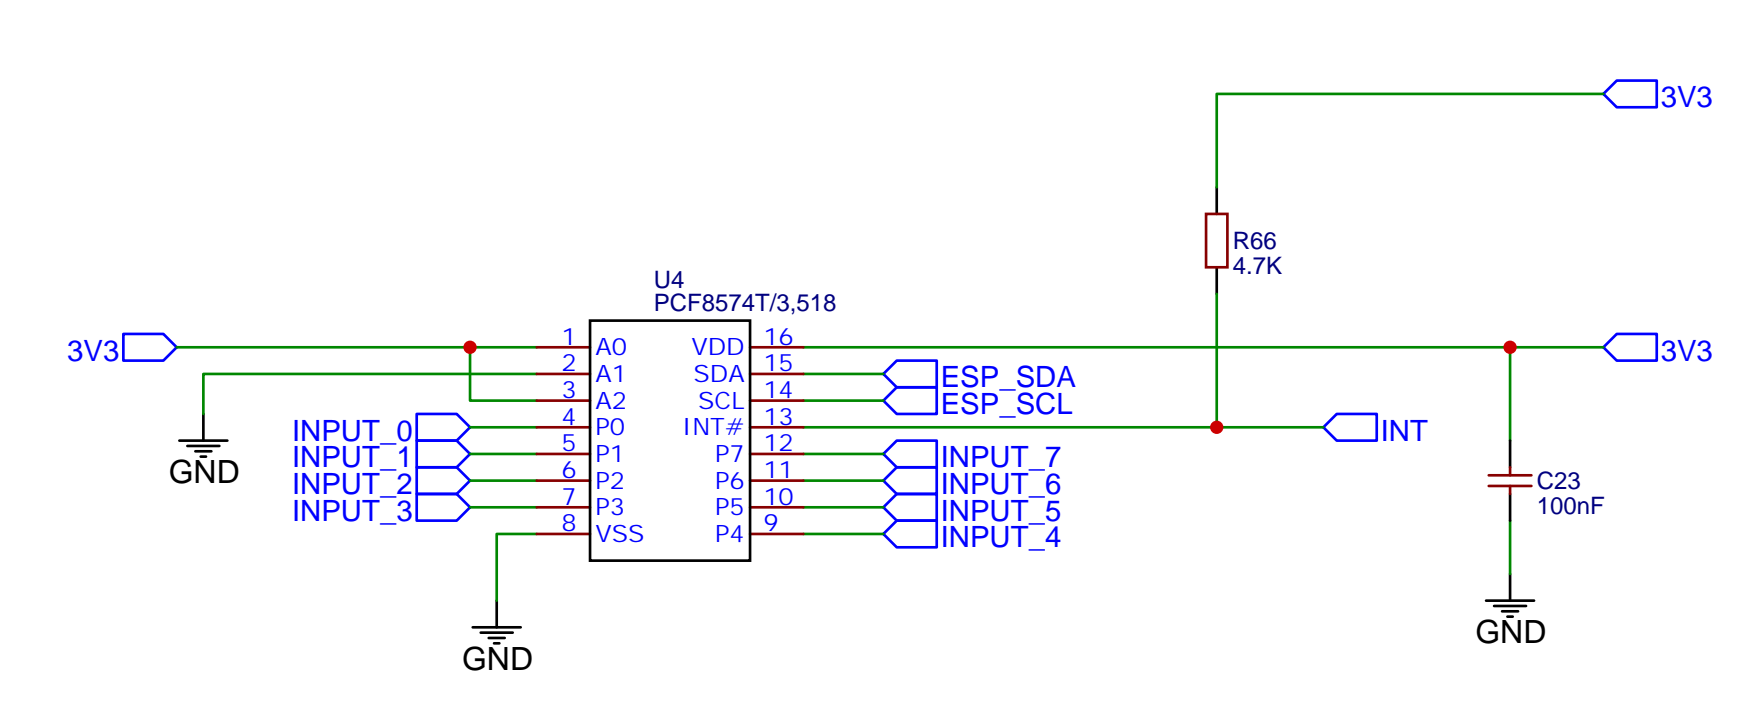 3V3
R66
4.7K
U4
PCF8574T/3,518
3V3
1
A0
VDD
16
3V3
2
A1
SDA
15
ESP_SDA
3
A2
SCL
14
ESP_SCL
INPUT_0
4
P0
INT#
13
INT
INPUT_1
5
P1
P7
12
INPUT_7
INPUT_2
6
P2
P6
11
INPUT_6
INPUT_3
7
P3
P5
10
INPUT_5
8
VSS
P4
9
INPUT_4
GND
C23
100nF
GND
GND